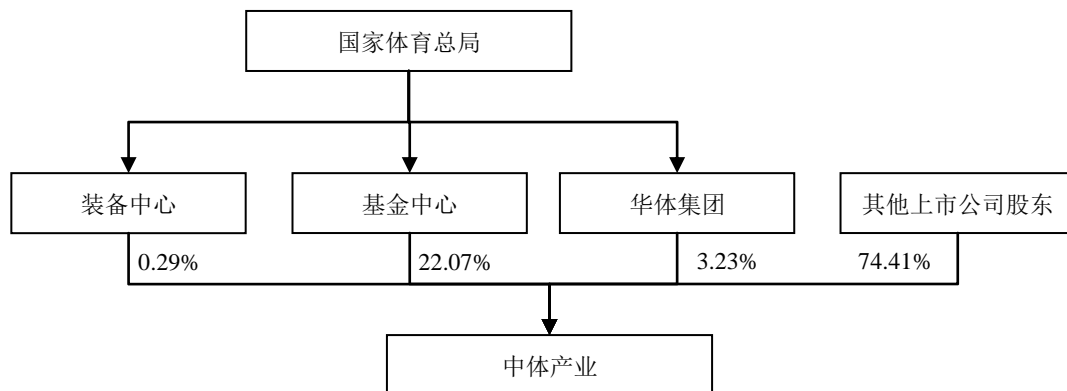 国家体育总局
装备中心
基金中心
华体集团
其他上市公司股东
0.29%
22.07%
3.23%
74.41%
中体产业